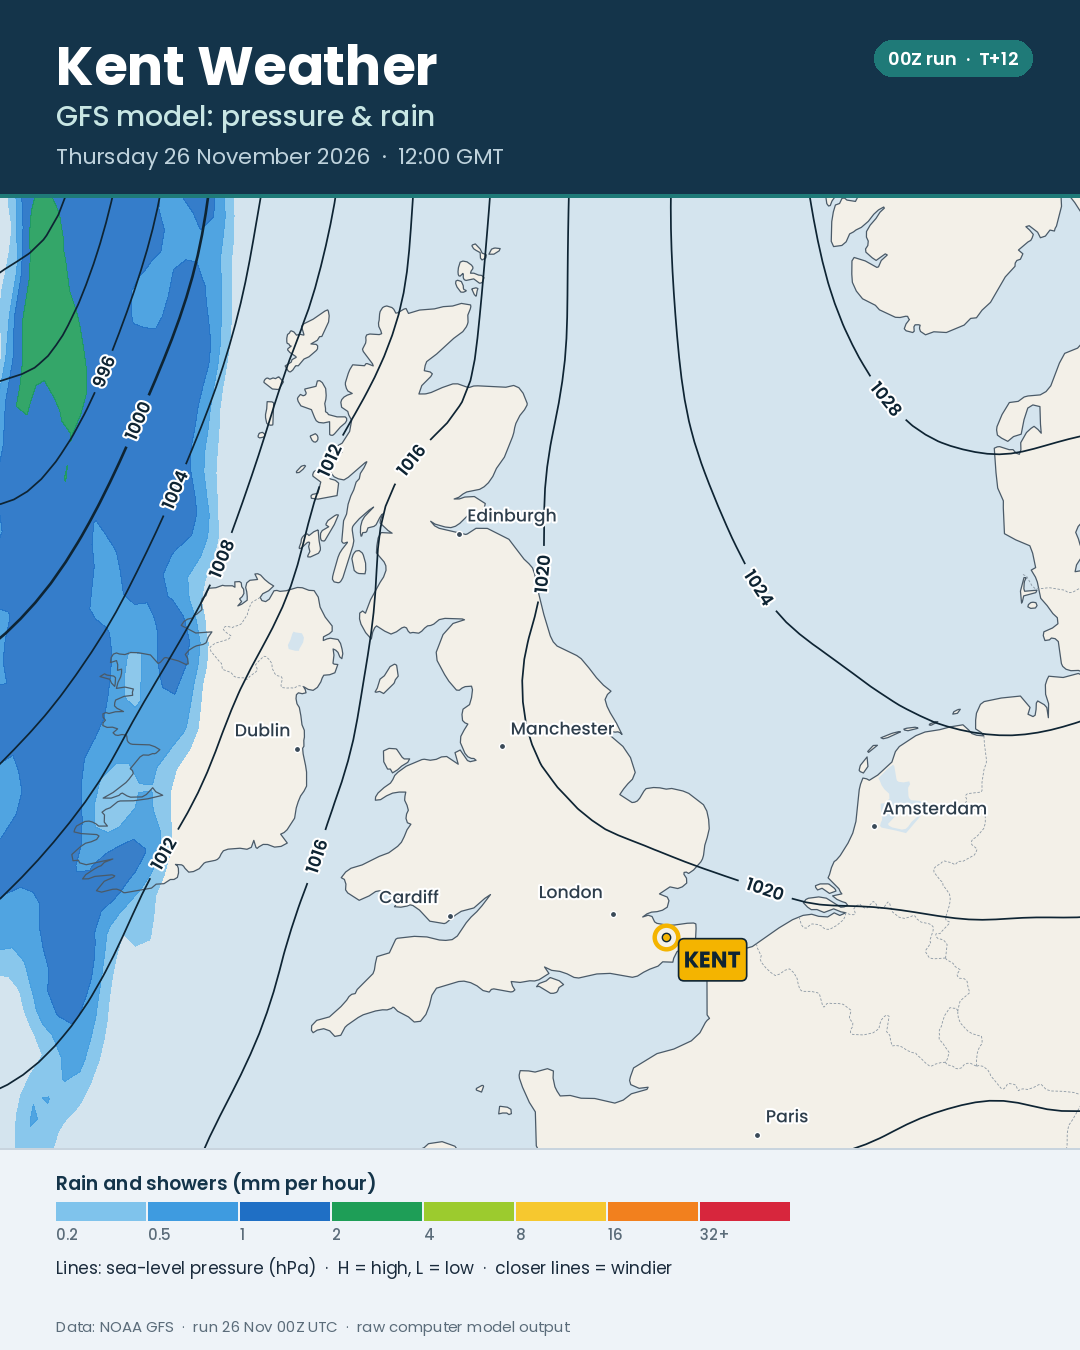 Kent Weather
00Z run · T+12
GFS model: pressure & rain
Thursday 26 November 2026 · 12:00 GMT
996
1000
1004
1008
1012
1016
1028
Edinburgh
1020
1024
Dublin
Manchester
Amsterdam
1012
1016
1020
Cardiff
London
KENT
Paris
Rain and showers (mm per hour)
0.2 0.5 1 2 4 8 16 32+
Lines: sea-level pressure (hPa) · H = high, L = low · closer lines = windier
Data: NOAA GFS · run 26 Nov 00Z UTC · raw computer model output